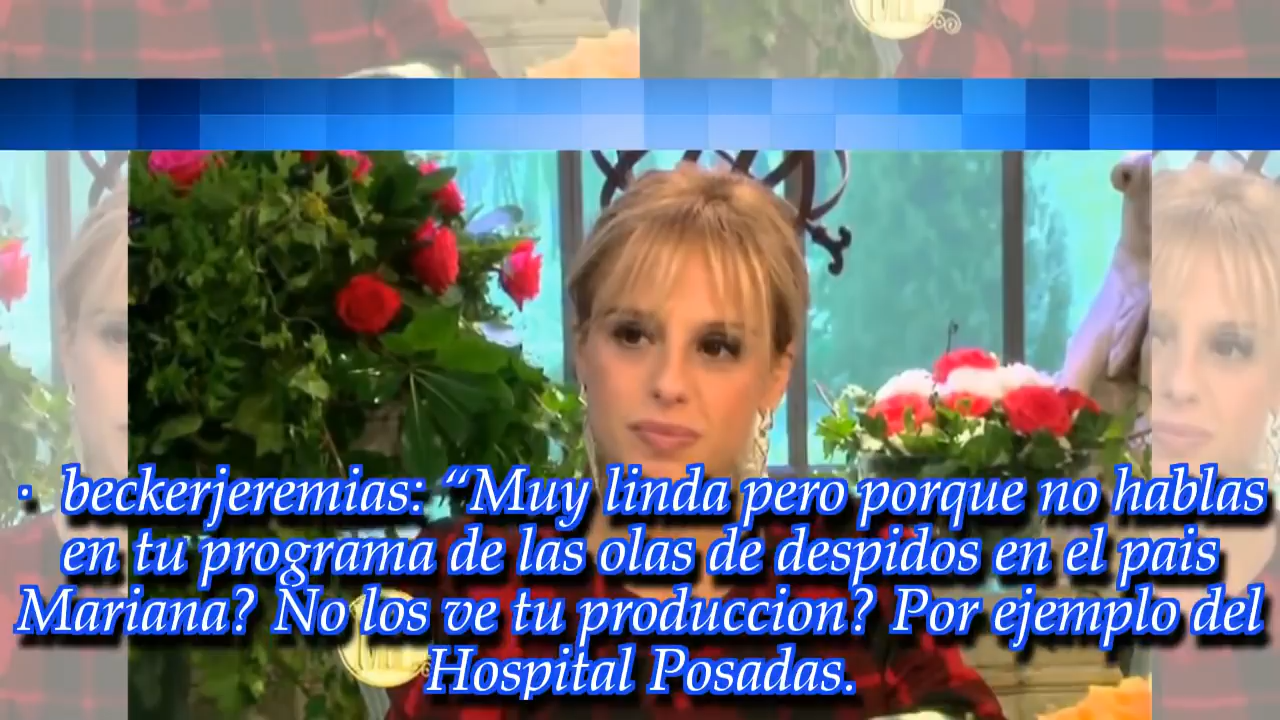 · beckerjeremias: “Muy linda pero porque no hablas
en tu programa de las olas de despidos en el pais
Mariana? No los ve tu produccion? Por ejemplo del
Hospital Posadas.